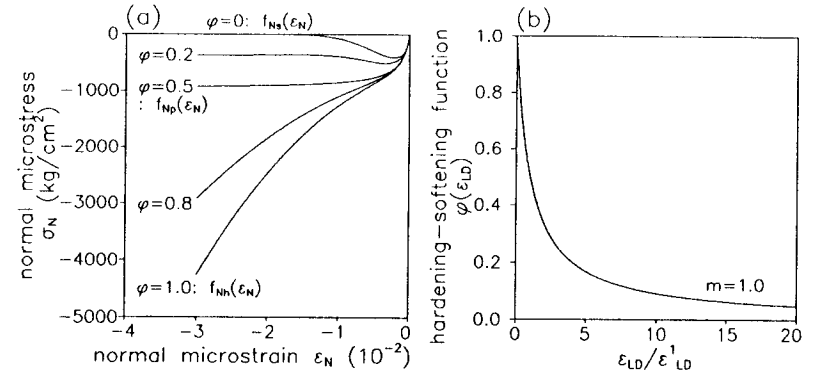 (a)
φ=0: f_Ns(ε_N)
0
φ=0.2
-1000
φ=0.5
: f_Np(ε_N)
-2000
-3000
φ=0.8
-4000
φ=1.0: f_Nh(ε_N)
-5000
-4
-3
-2
-1
0
normal microstrain ε_N (10^-2)
normal microstress
σ_N (kg/cm^2)
(b)
1.0
0.8
0.6
0.4
0.2
0.0
m=1.0
0
5
10
15
20
ε_LD/ε^1_LD
hardening-softening function
φ(ε_LD)